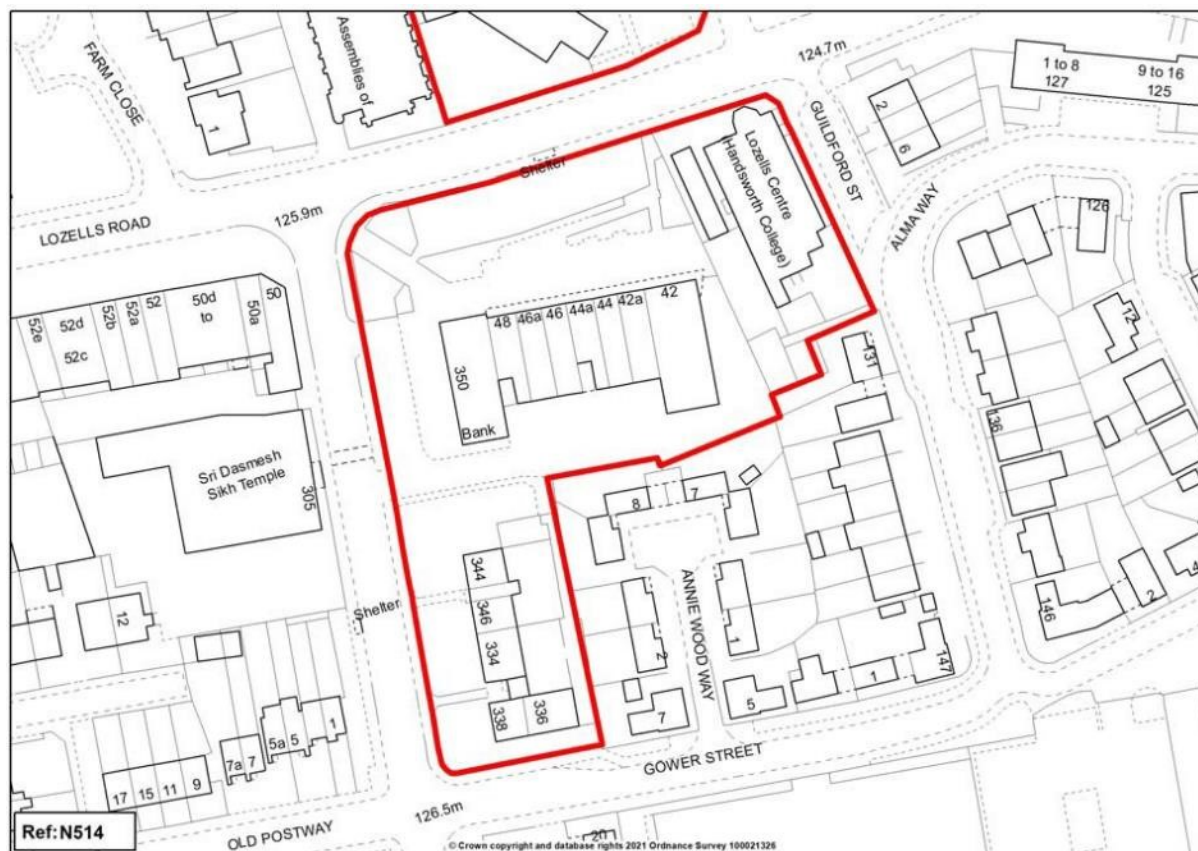 FARM CLOSE
1
Assemblies of
124.7m
2
6
GUILDFORD ST
1 to 8
127
9 to 16
125
LOZELLS ROAD
125.9m
Shelter
Lozells Centre
(Handsworth College)
ALMA WAY
126
52e
52d
52c
52b
52a
52
50d
to
50a
50
350
Bank
48
46a
46
44a
44
42a
42
131
12
136
Sri Dasmesh
Sikh Temple
305
8
7
344
346
334
338
336
Shelter
12
ANNIE WOOD WAY
2
1
7
5
1
147
146
2
4
17
15
11
9
7a
7
5a
5
1
GOWER STREET
126.5m
OLD POSTWAY
20
Ref:N514
© Crown copyright and database rights 2021 Ordnance Survey 100021326